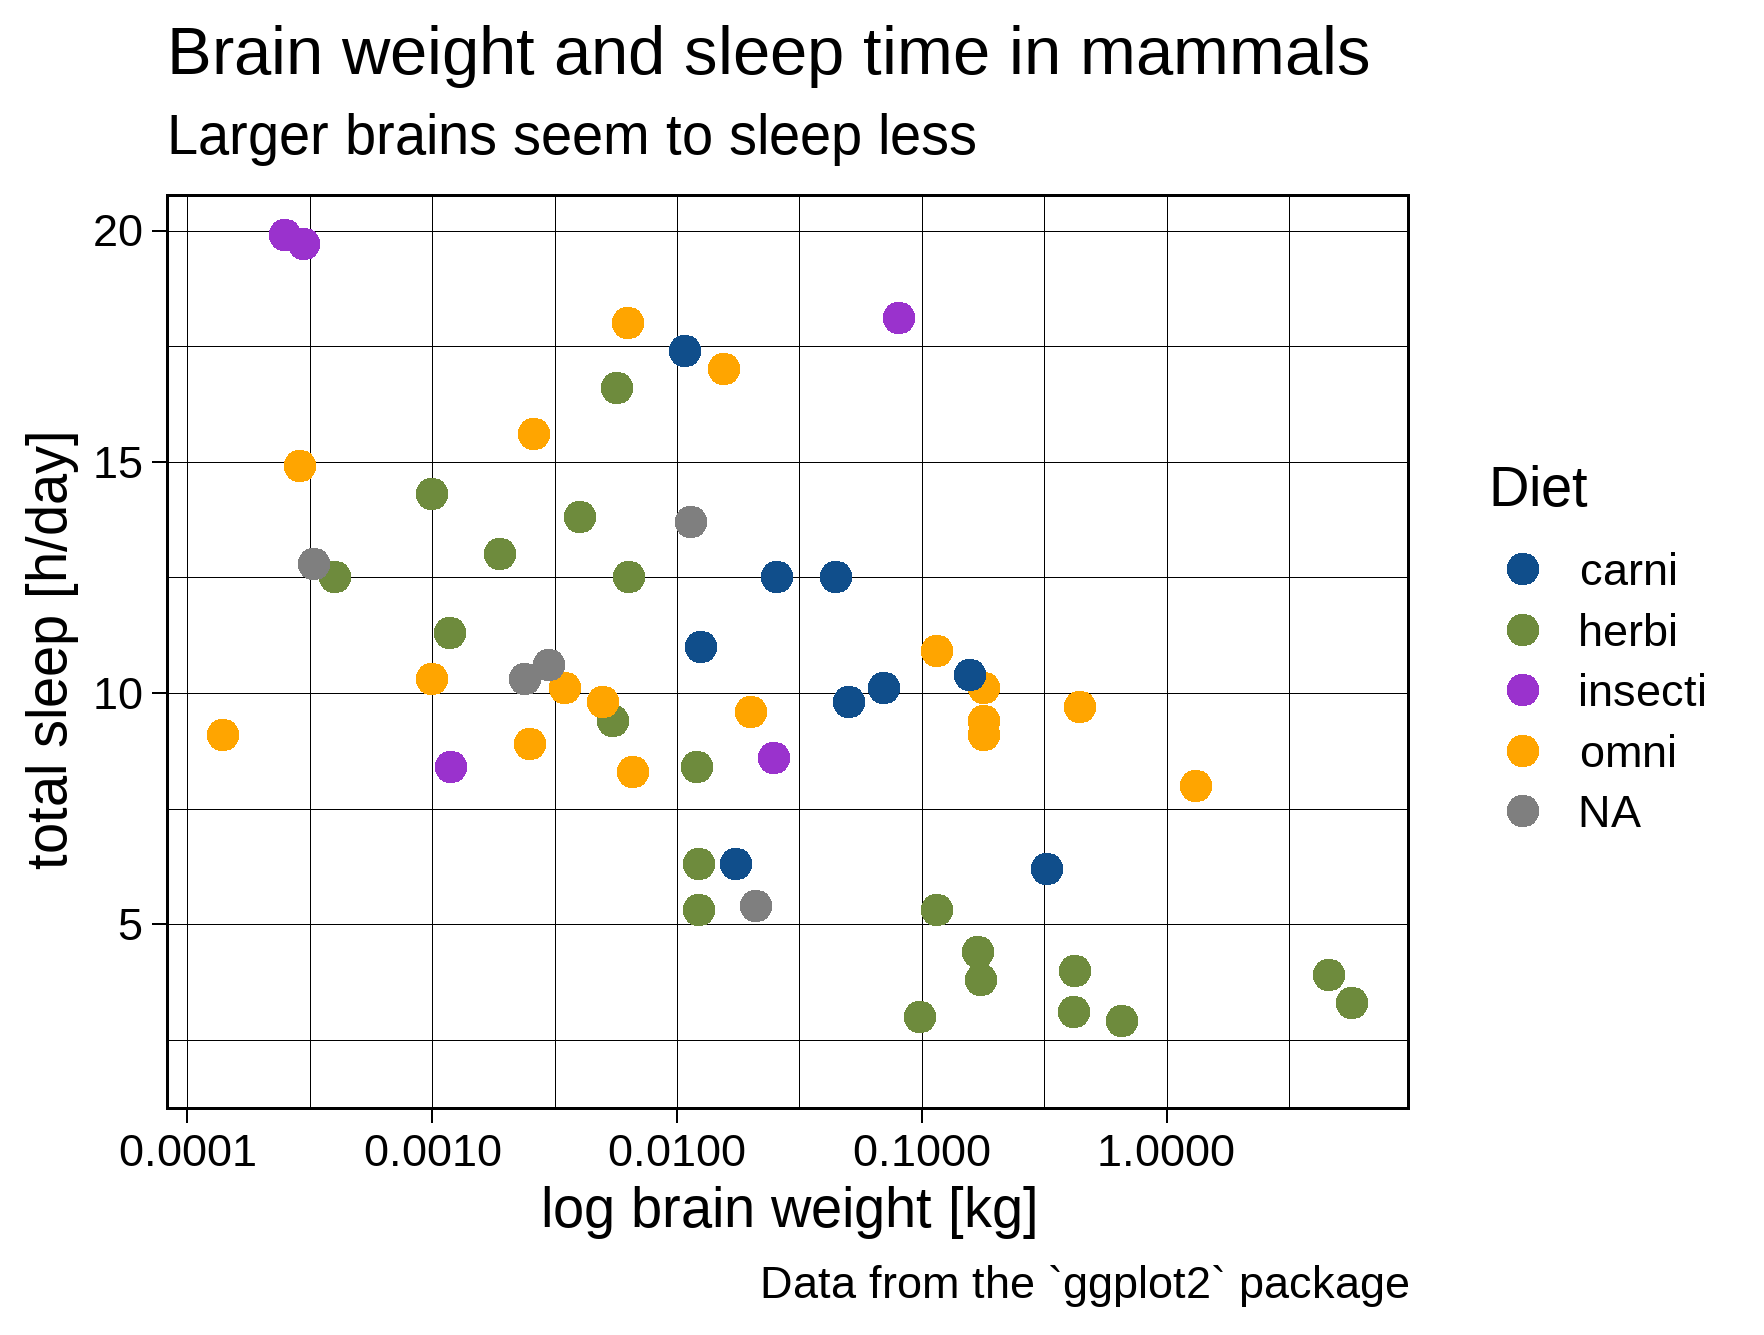 Brain weight and sleep time in mammals
Larger brains seem to sleep less
20
15
10
5
total sleep [h/day]
0.0001 0.0010 0.0100 0.1000 1.0000
log brain weight [kg]
Diet
carni
herbi
insecti
omni
NA
Data from the `ggplot2` package